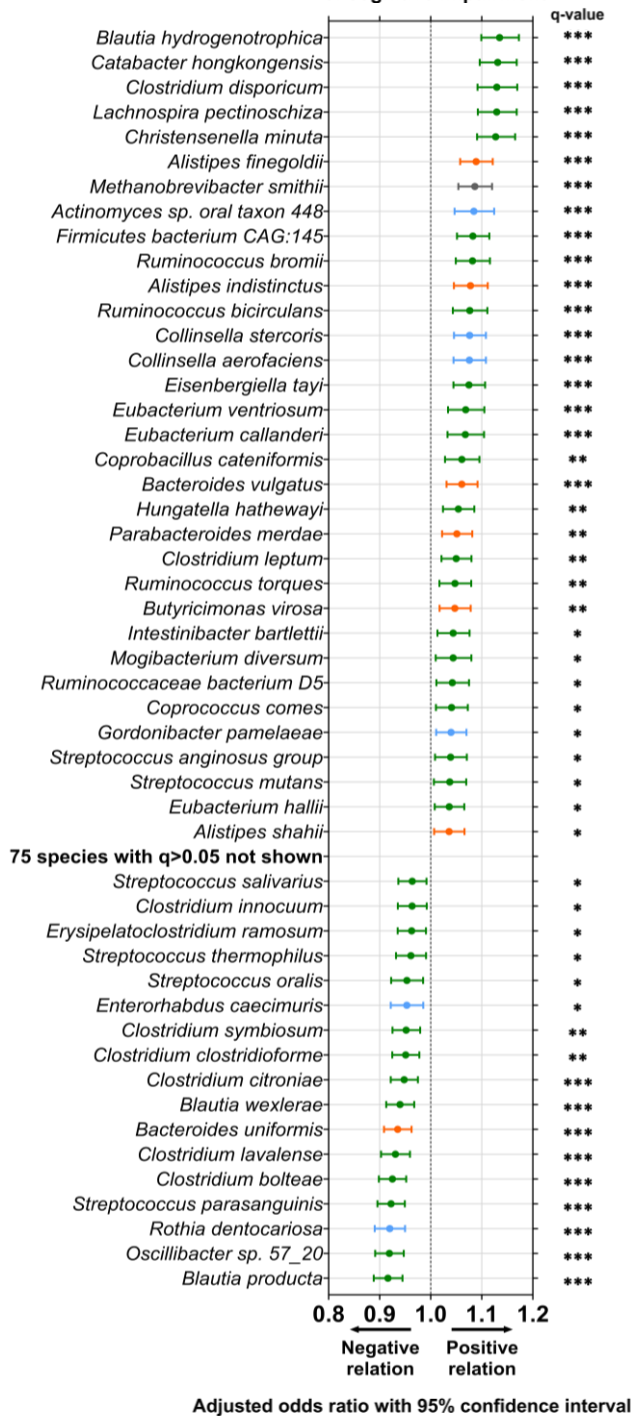 q-value
Blautia hydrogenotrophica ***
Catabacter hongkongensis ***
Clostridium disporicum ***
Lachnospira pectinoschiza ***
Christensenella minuta ***
Alistipes finegoldii ***
Methanobrevibacter smithii ***
Actinomyces sp. oral taxon 448 ***
Firmicutes bacterium CAG:145 ***
Ruminococcus bromii ***
Alistipes indistinctus ***
Ruminococcus bicirculans ***
Collinsella stercoris ***
Collinsella aerofaciens ***
Eisenbergiella tayi ***
Eubacterium ventriosum ***
Eubacterium callanderi ***
Coprobacillus cateniformis **
Bacteroides vulgatus ***
Hungatella hathewayi **
Parabacteroides merdae **
Clostridium leptum **
Ruminococcus torques **
Butyricimonas virosa **
Intestinibacter bartlettii *
Mogibacterium diversum *
Ruminococcaceae bacterium D5 *
Coprococcus comes *
Gordonibacter pamelaeae *
Streptococcus anginosus group *
Streptococcus mutans *
Eubacterium hallii *
Alistipes shahii *
75 species with q>0.05 not shown
Streptococcus salivarius *
Clostridium innocuum *
Erysipelatoclostridium ramosum *
Streptococcus thermophilus *
Streptococcus oralis *
Enterorhabdus caecimuris *
Clostridium symbiosum **
Clostridium clostridioforme **
Clostridium citroniae ***
Blautia wexlerae ***
Bacteroides uniformis ***
Clostridium lavalense ***
Clostridium bolteae ***
Streptococcus parasanguinis ***
Rothia dentocariosa ***
Oscillibacter sp. 57_20 ***
Blautia producta ***
0.8 0.9 1.0 1.1 1.2
Negative Positive
relation relation
Adjusted odds ratio with 95% confidence interval